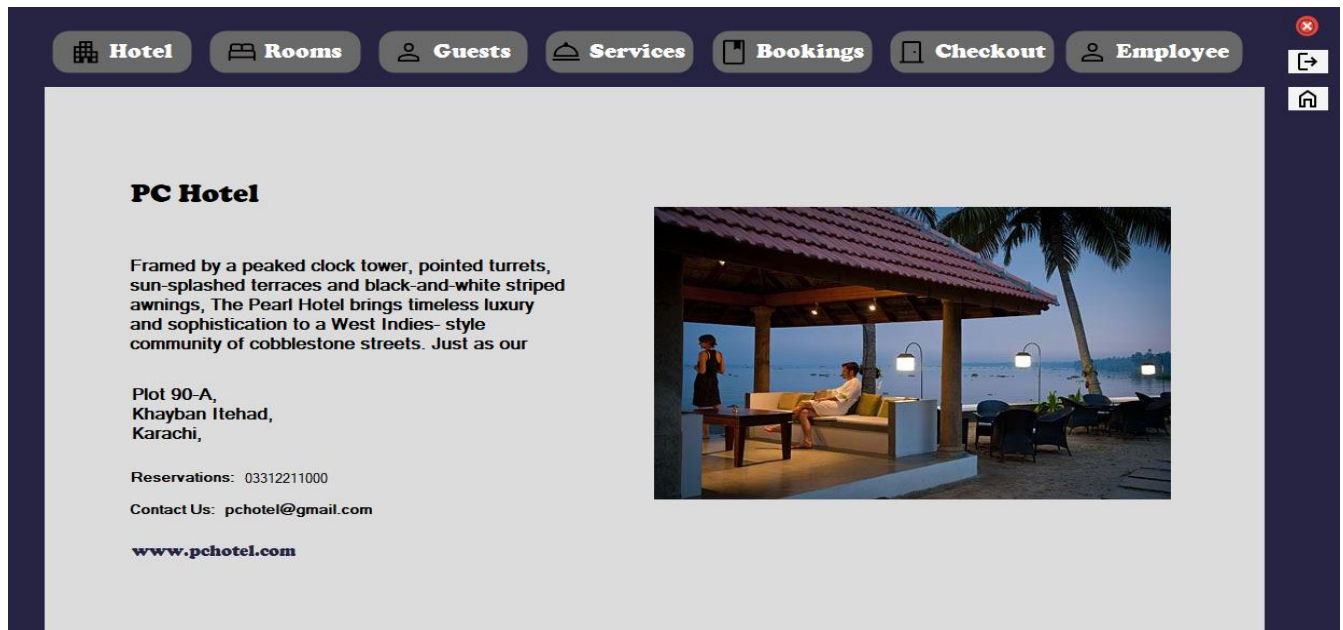 Hotel
Rooms
Guests
Services
Bookings
Checkout
Employee
PC Hotel
Framed by a peaked clock tower, pointed turrets,
sun-splashed terraces and black-and-white striped
awnings, The Pearl Hotel brings timeless luxury
and sophistication to a West Indies- style
community of cobblestone streets. Just as our
Plot 90-A,
Khayban Itehad,
Karachi,
Reservations: 03312211000
Contact Us: pchotel@gmail.com
www.pchotel.com